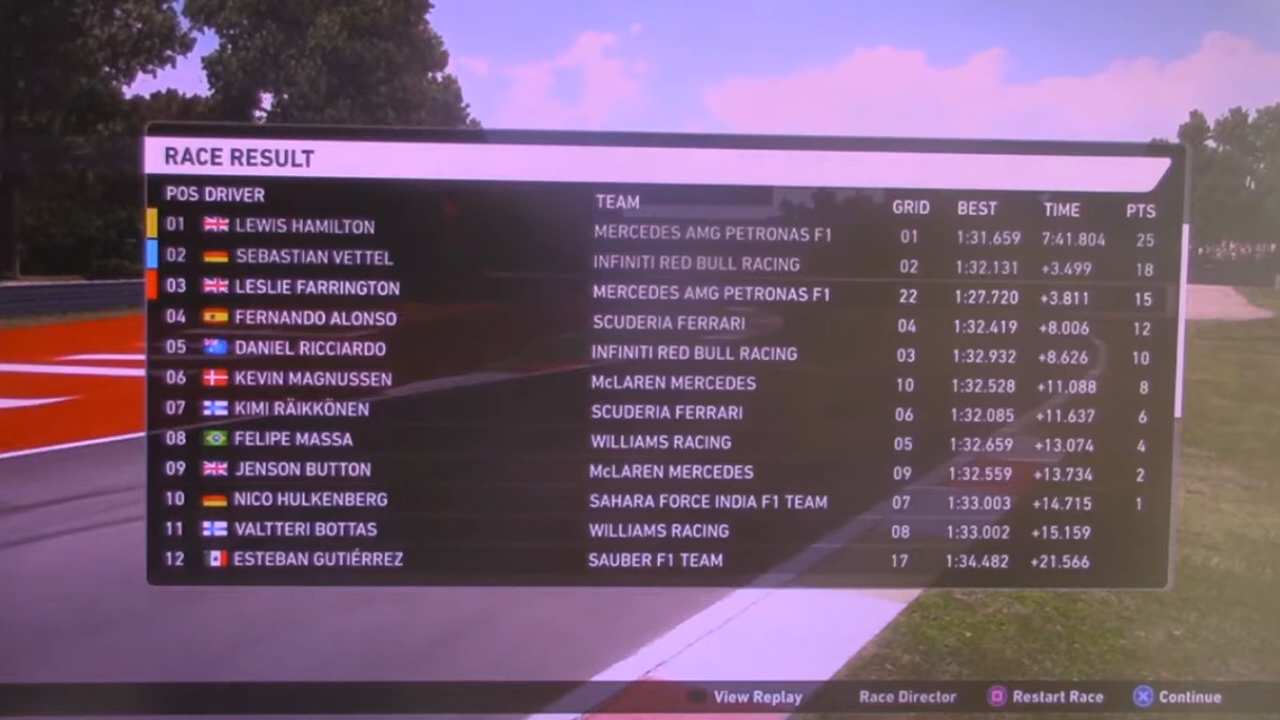 RACE RESULT
POS DRIVER TEAM GRID BEST TIME PTS
01 LEWIS HAMILTON MERCEDES AMG PETRONAS F1 01 1:31.659 7:41.804 25
02 SEBASTIAN VETTEL INFINITI RED BULL RACING 02 1:32.131 +3.499 18
03 LESLIE FARRINGTON MERCEDES AMG PETRONAS F1 22 1:27.720 +3.811 15
04 FERNANDO ALONSO SCUDERIA FERRARI 04 1:32.419 +8.006 12
05 DANIEL RICCIARDO INFINITI RED BULL RACING 03 1:32.932 +8.626 10
06 KEVIN MAGNUSSEN McLAREN MERCEDES 10 1:32.528 +11.088 8
07 KIMI RÄIKKÖNEN SCUDERIA FERRARI 06 1:32.085 +11.637 6
08 FELIPE MASSA WILLIAMS RACING 05 1:32.659 +13.074 4
09 JENSON BUTTON McLAREN MERCEDES 09 1:32.559 +13.734 2
10 NICO HULKENBERG SAHARA FORCE INDIA F1 TEAM 07 1:33.003 +14.715 1
11 VALTTERI BOTTAS WILLIAMS RACING 08 1:33.002 +15.159
12 ESTEBAN GUTIÉRREZ SAUBER F1 TEAM 17 1:34.482 +21.566
View Replay Race Director Restart Race Continue